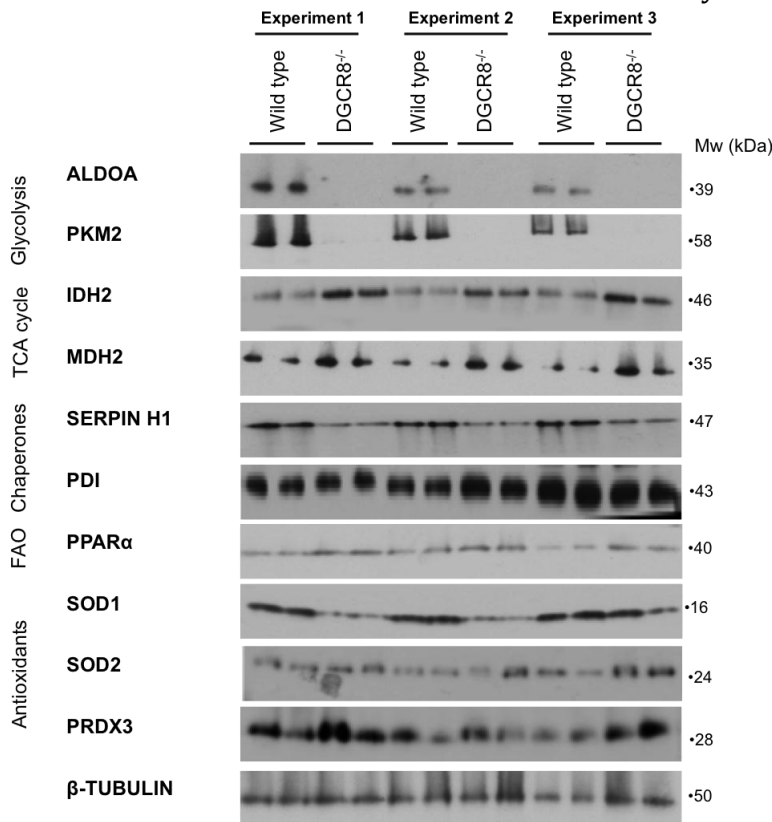 Experiment 1 Experiment 2 Experiment 3
Wild type DGCR8-/- Wild type DGCR8-/- Wild type DGCR8-/-
Mw (kDa)
Glycolysis
ALDOA •39
PKM2 •58
TCA cycle
IDH2 •46
MDH2 •35
Chaperones
SERPIN H1 •47
PDI •43
FAO
PPARα •40
Antioxidants
SOD1 •16
SOD2 •24
PRDX3 •28
β-TUBULIN •50